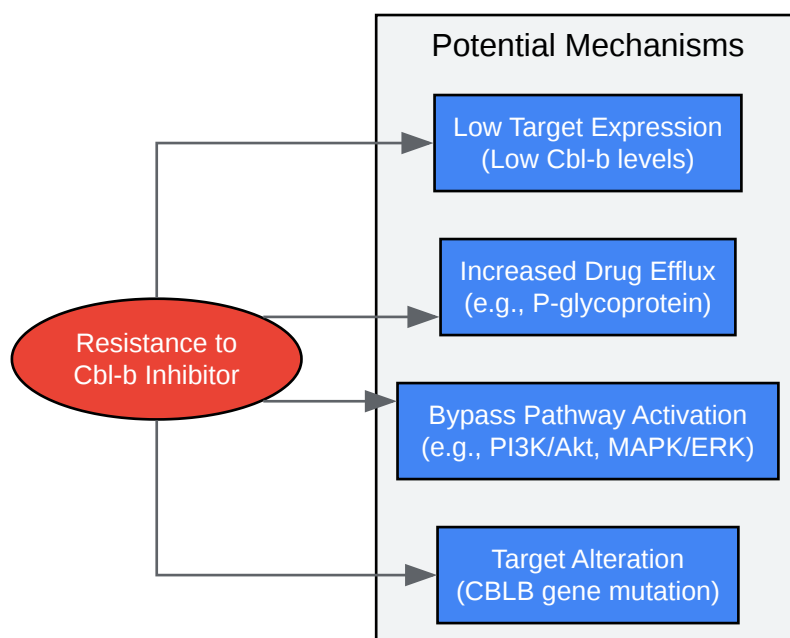 Potential Mechanisms
Low Target Expression
(Low Cbl-b levels)
Increased Drug Efflux
(e.g., P-glycoprotein)
Resistance to
Cbl-b Inhibitor
Bypass Pathway Activation
(e.g., PI3K/Akt, MAPK/ERK)
Target Alteration
(CBLB gene mutation)